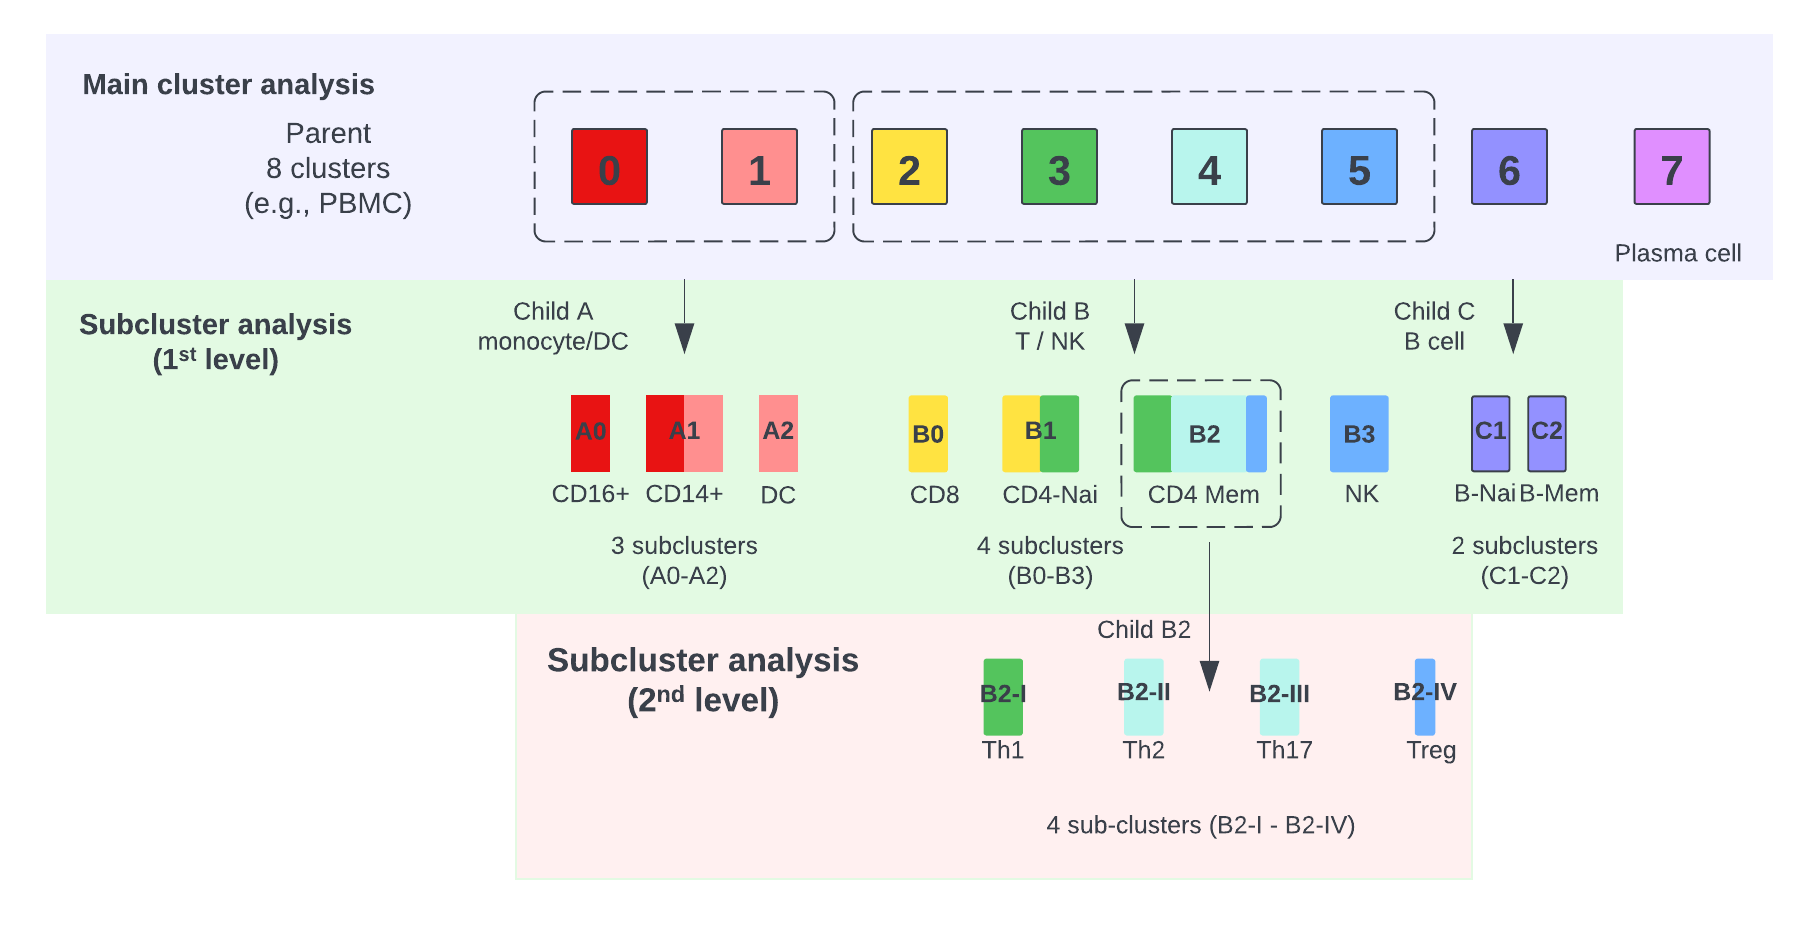 Main cluster analysis
Parent
8 clusters
(e.g., PBMC)
0 1 2 3 4 5 6 7
Plasma cell
Subcluster analysis
(1st level)
Child A
monocyte/DC
Child B
T / NK
Child C
B cell
A0 A1 A2 B0 B1 B2 B3 C1 C2
CD16+ CD14+ DC CD8 CD4-Nai CD4 Mem NK B-Nai B-Mem
3 subclusters
(A0-A2)
4 subclusters
(B0-B3)
2 subclusters
(C1-C2)
Subcluster analysis
(2nd level)
Child B2
B2-I B2-II B2-III B2-IV
Th1 Th2 Th17 Treg
4 sub-clusters (B2-I - B2-IV)